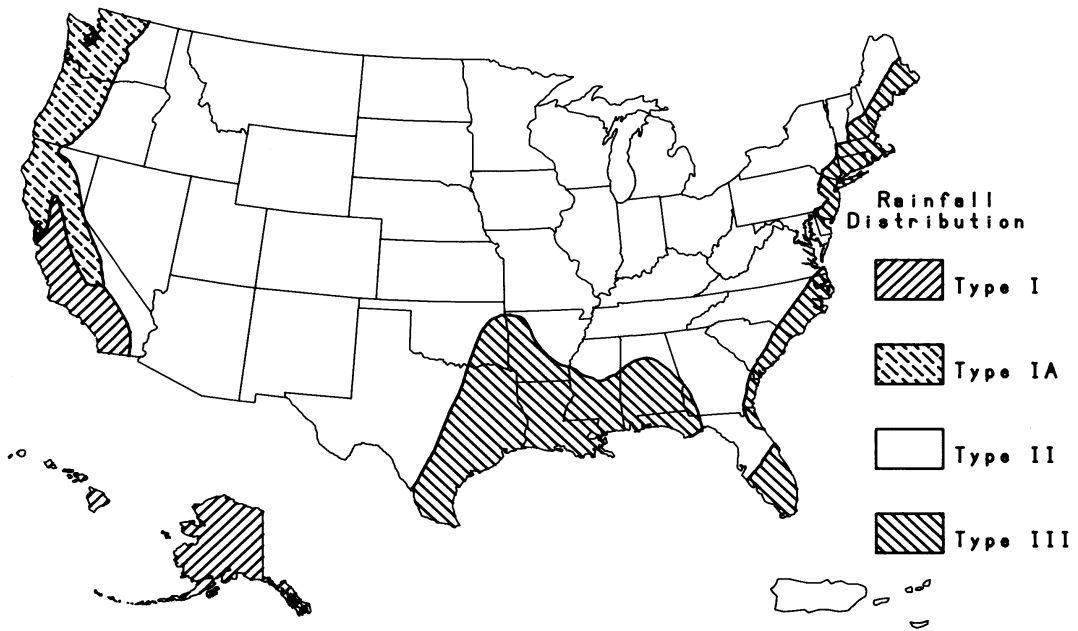 Rainfall
Distribution
Type I
Type IA
Type II
Type III